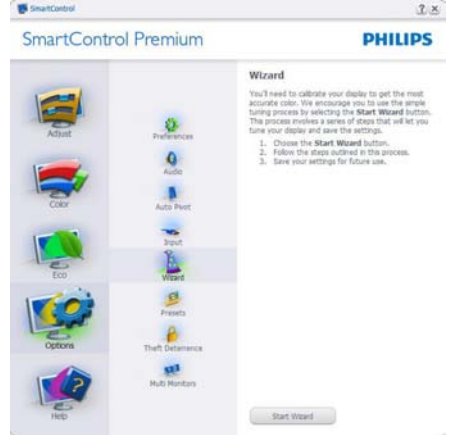 SmartControl
SmartControl Premium
PHILIPS
Adjust
Color
Eco
Options
Help
Preferences
Audio
Auto Pivot
Input
Wizard
Presets
Theft Deterrence
Multi Monitors
Wizard
You'll need to calibrate your display to get the most
accurate color. We encourage you to use the simple
tuning process by selecting the Start Wizard button.
This process involves a series of steps that will let you
tune your display and save the settings.
1. Choose the Start Wizard button.
2. Follow the steps outlined in this process.
3. Save your settings for future use.
Start Wizard